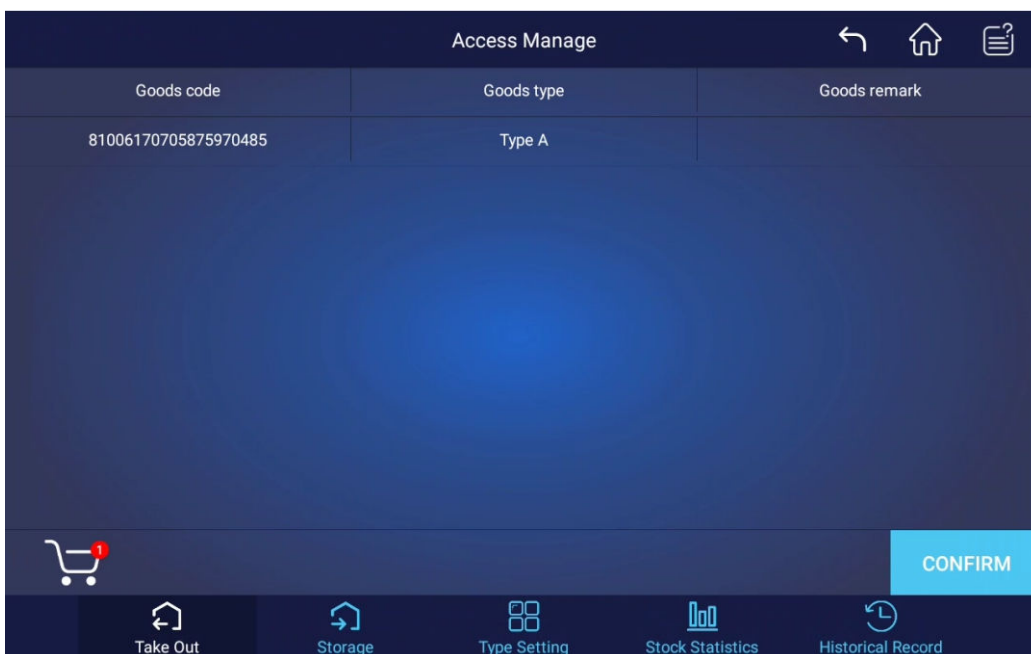 Access Manage
?
Goods code Goods type Goods remark
81006170705875970485 Type A
1
CONFIRM
Take Out Storage Type Setting Stock Statistics Historical Record